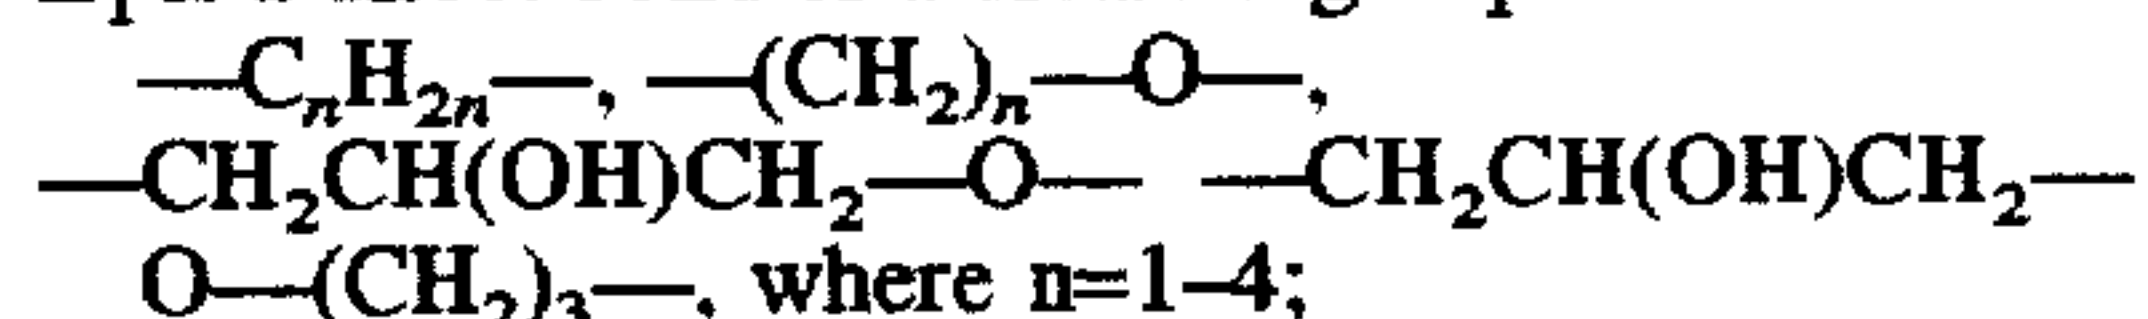 —CₙH₂ₙ—, —(CH₂)ₙ—O—,
—CH₂CH(OH)CH₂—O— —CH₂CH(OH)CH₂—
O—(CH₂)₃—, where n=1–4;